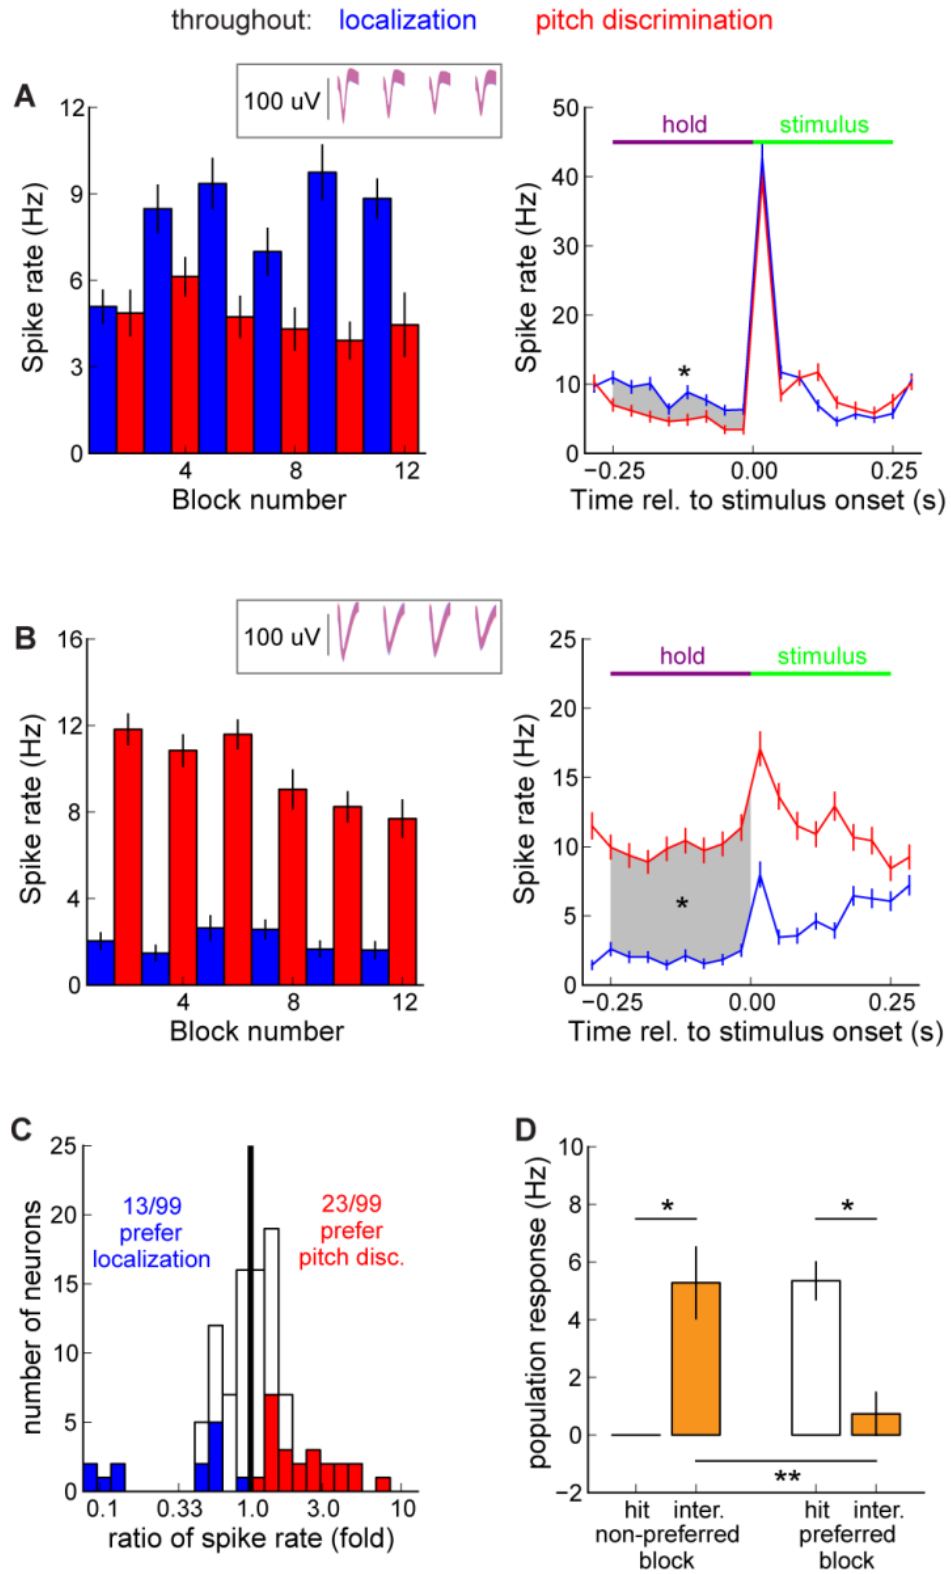 throughout: localization pitch discrimination
A
100 uV
12
9
6
3
0
4 8 12
Spike rate (Hz)
Block number
50
40
30
20
10
0
hold stimulus
*
−0.25 0.00 0.25
Spike rate (Hz)
Time rel. to stimulus onset (s)
B
100 uV
16
12
8
4
0
4 8 12
Spike rate (Hz)
Block number
25
20
15
10
5
0
hold stimulus
*
−0.25 0.00 0.25
Spike rate (Hz)
Time rel. to stimulus onset (s)
C
25
20
15
10
5
0
13/99
prefer
localization
23/99
prefer
pitch disc.
0.1 0.33 1.0 3.0 10
number of neurons
ratio of spike rate (fold)
D
10
8
6
4
2
0
−2
* *
**
population response (Hz)
hit inter. hit inter.
non-preferred preferred
block block